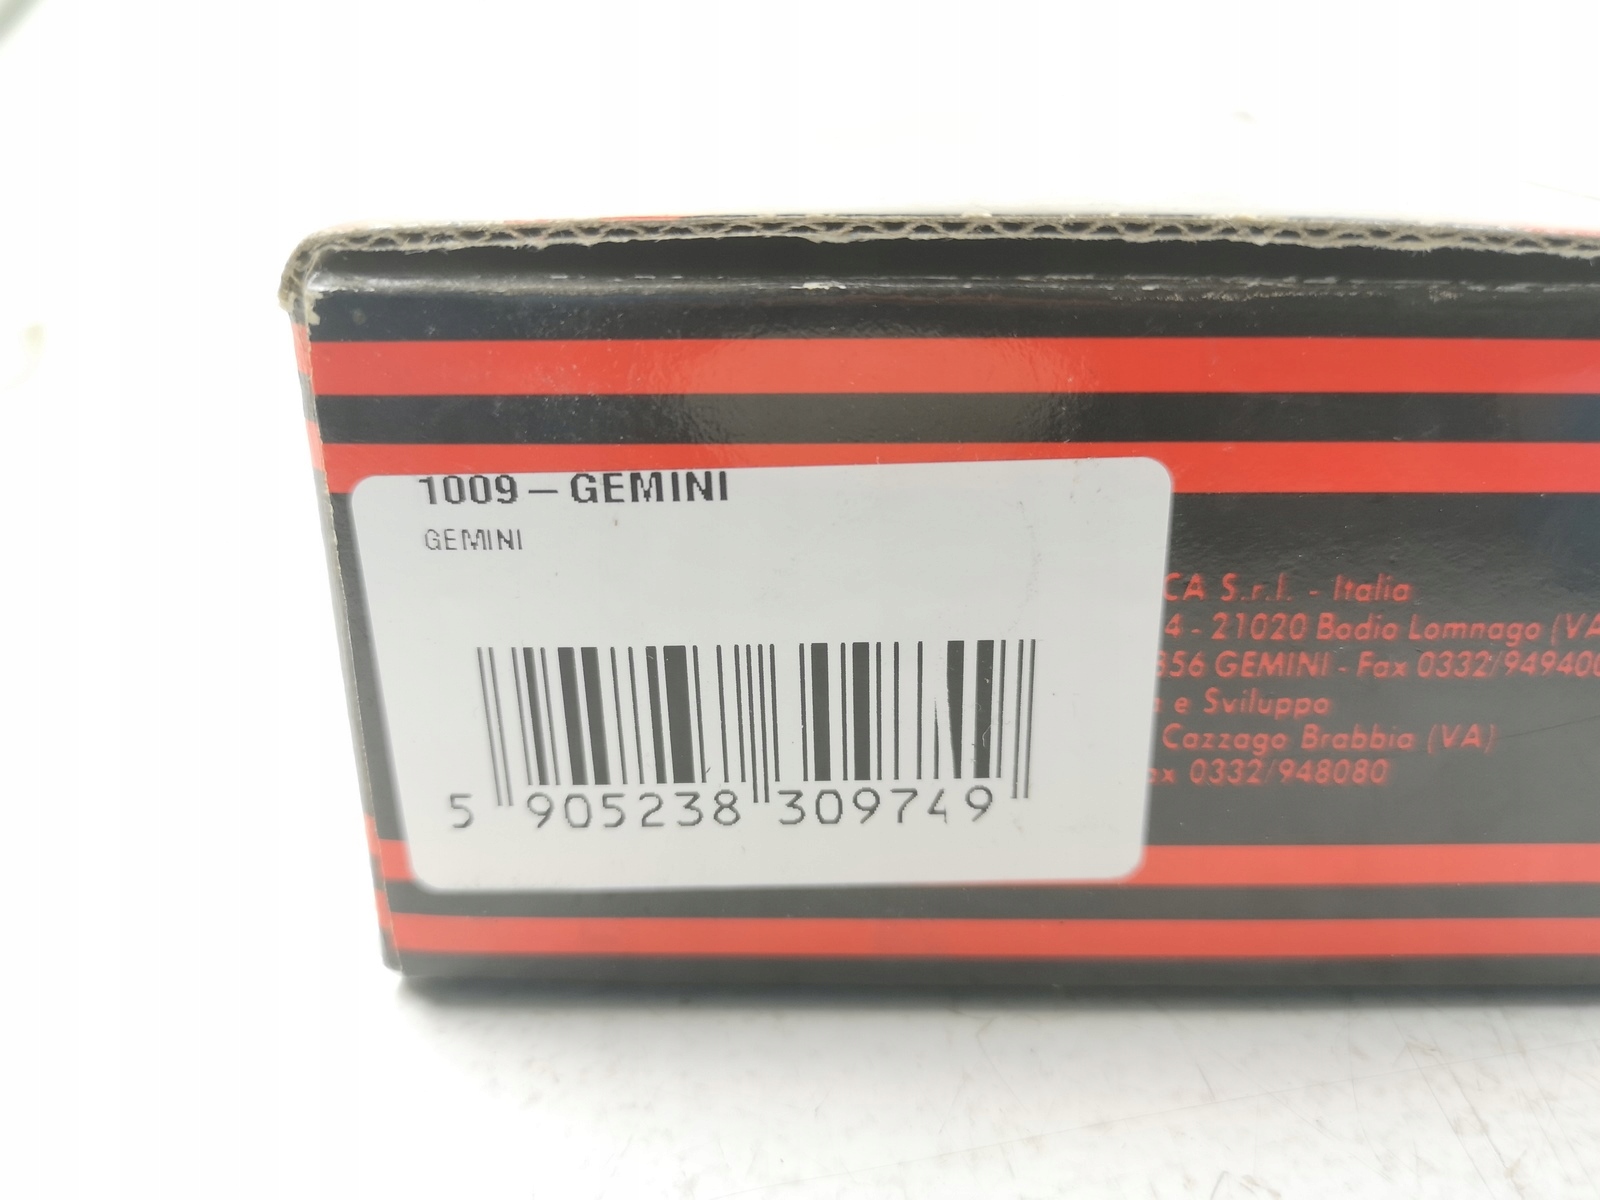 1009 – GEMINI
GEMINI
5 905238 309749
CA S.r.l. - Italia
4 - 21020 Bodio Lomnago (VA
356 GEMINI - Fax 0332/949400
e Sviluppo
Cazzago Brabbia (VA)
0332/948080